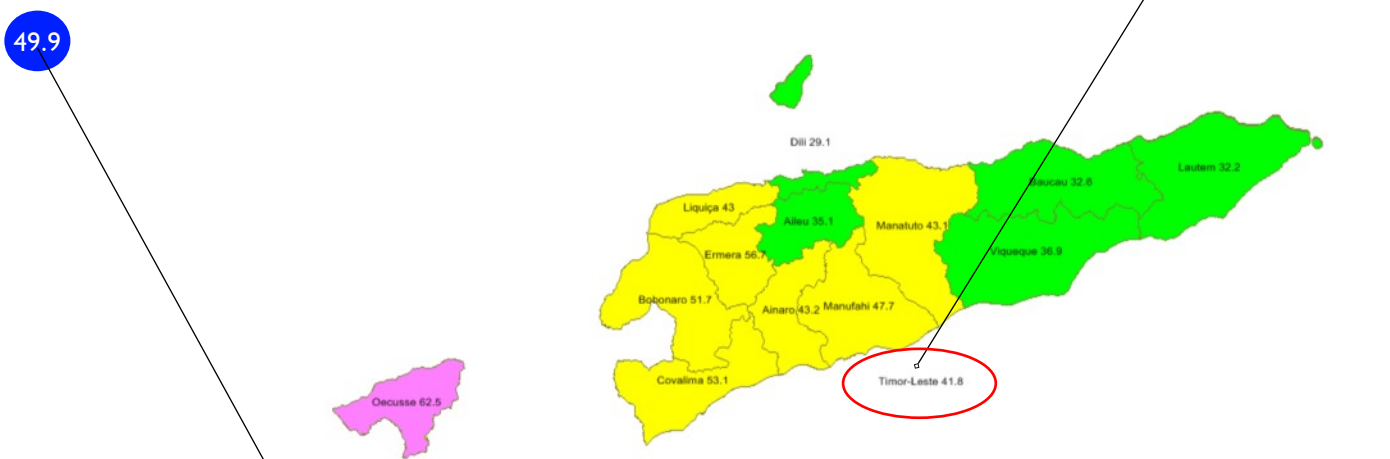 49.9
Dili 29.1
Lautem 32.2
Baucau 32.6
Liquiça 43
Aileu 35.1
Manatuto 43.1
Ermera 56.7
Viqueque 36.9
Bobonaro 51.7
Ainaro 43.2
Manufahi 47.7
Covalima 53.1
Timor-Leste 41.8
Oecusse 62.5